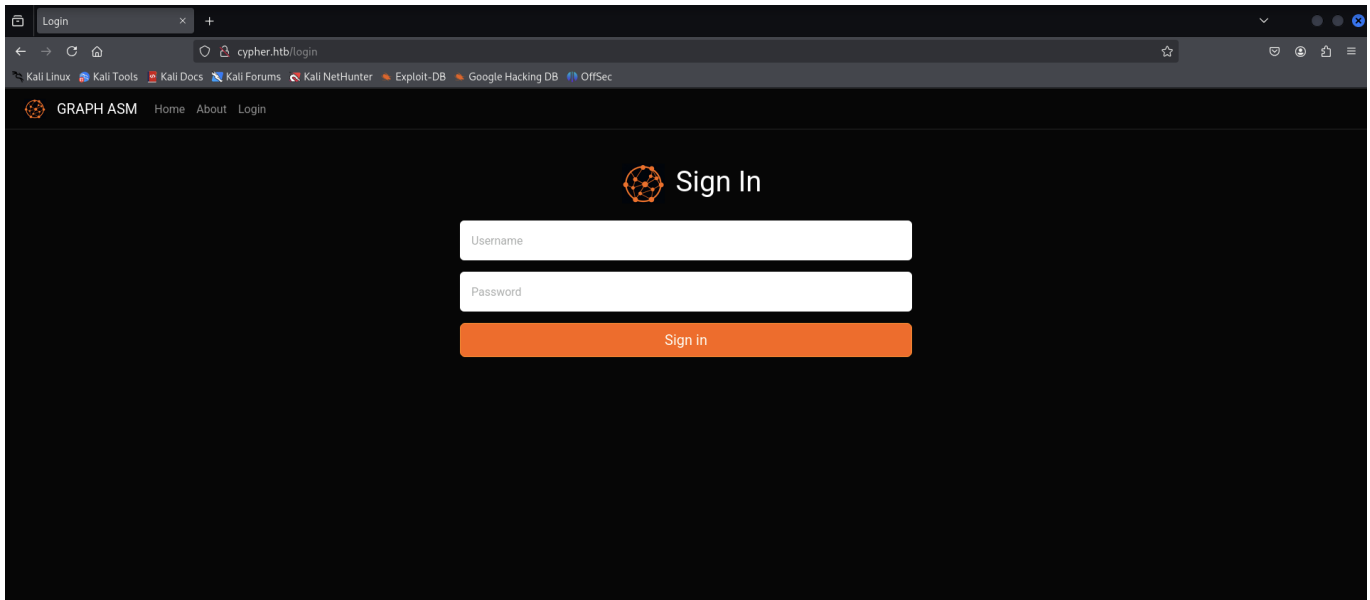 Login
cypher.htb/login
Kali Linux Kali Tools Kali Docs Kali Forums Kali NetHunter Exploit-DB Google Hacking DB OffSec
GRAPH ASM Home About Login
Sign In
Username
Password
Sign in